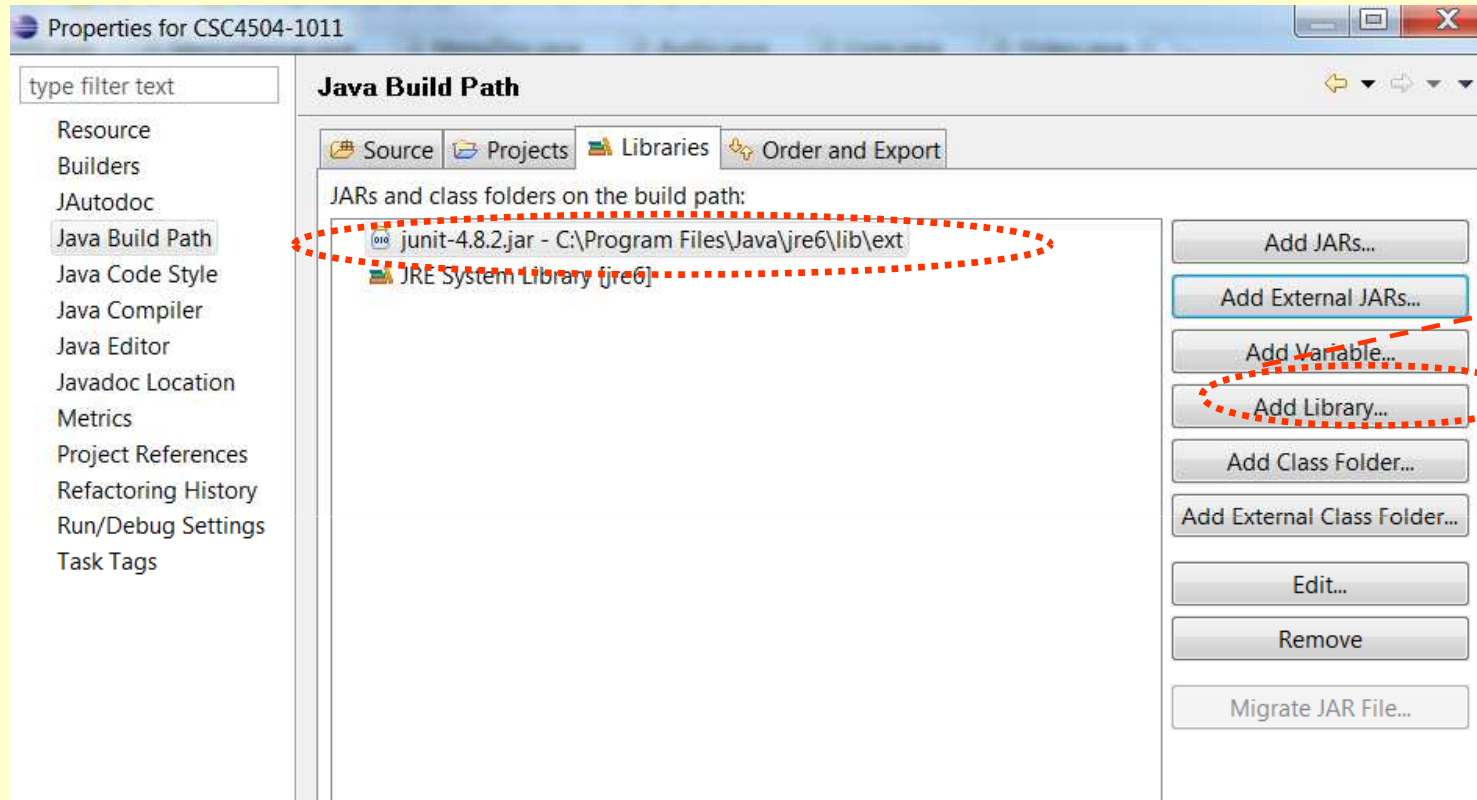 Properties for CSC4504-1011
type filter text
Resource
Builders
JAutodoc
Java Build Path
Java Code Style
Java Compiler
Java Editor
Javadoc Location
Metrics
Project References
Refactoring History
Run/Debug Settings
Task Tags
Java Build Path
Source Projects Libraries Order and Export
JARs and class folders on the build path:
junit-4.8.2.jar - C:\Program Files\Java\jre6\lib\ext
JRE System Library [jre6]
Add JARs...
Add External JARs...
Add Variable...
Add Library...
Add Class Folder...
Add External Class Folder...
Edit...
Remove
Migrate JAR File...